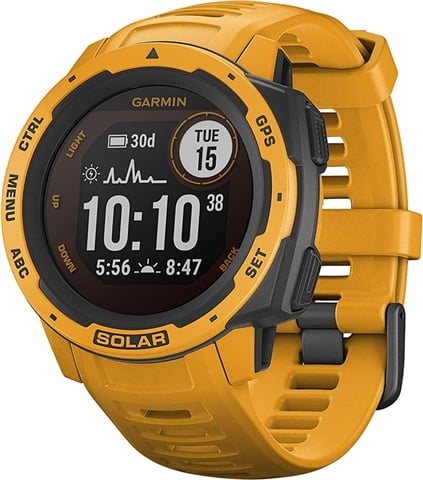 GARMIN
30d
TUE
15
10:10 38
5:56 8:47
LIGHT
UP
DOWN
CTRL
MENU
ABC
GPS
SET
BACK
SOLAR